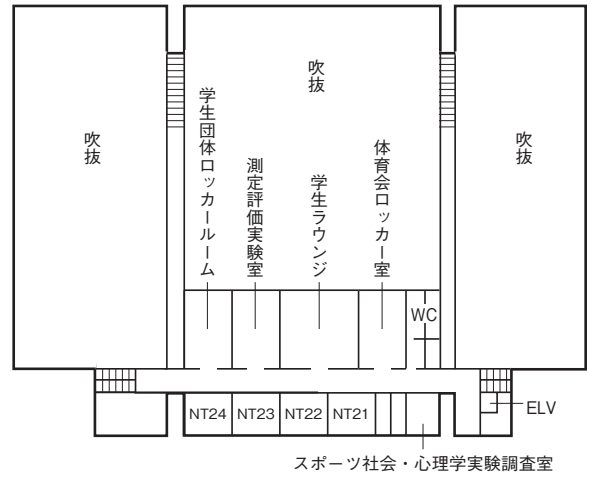 吹抜
吹抜
吹抜
学生団体ロッカールーム
測定評価実験室
学生ラウンジ
体育会ロッカー室
WC
NT24
NT23
NT22
NT21
ELV
スポーツ社会・心理学実験調査室